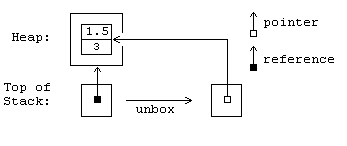 Heap:
1.5
3
pointer
reference
Top of
Stack:
unbox